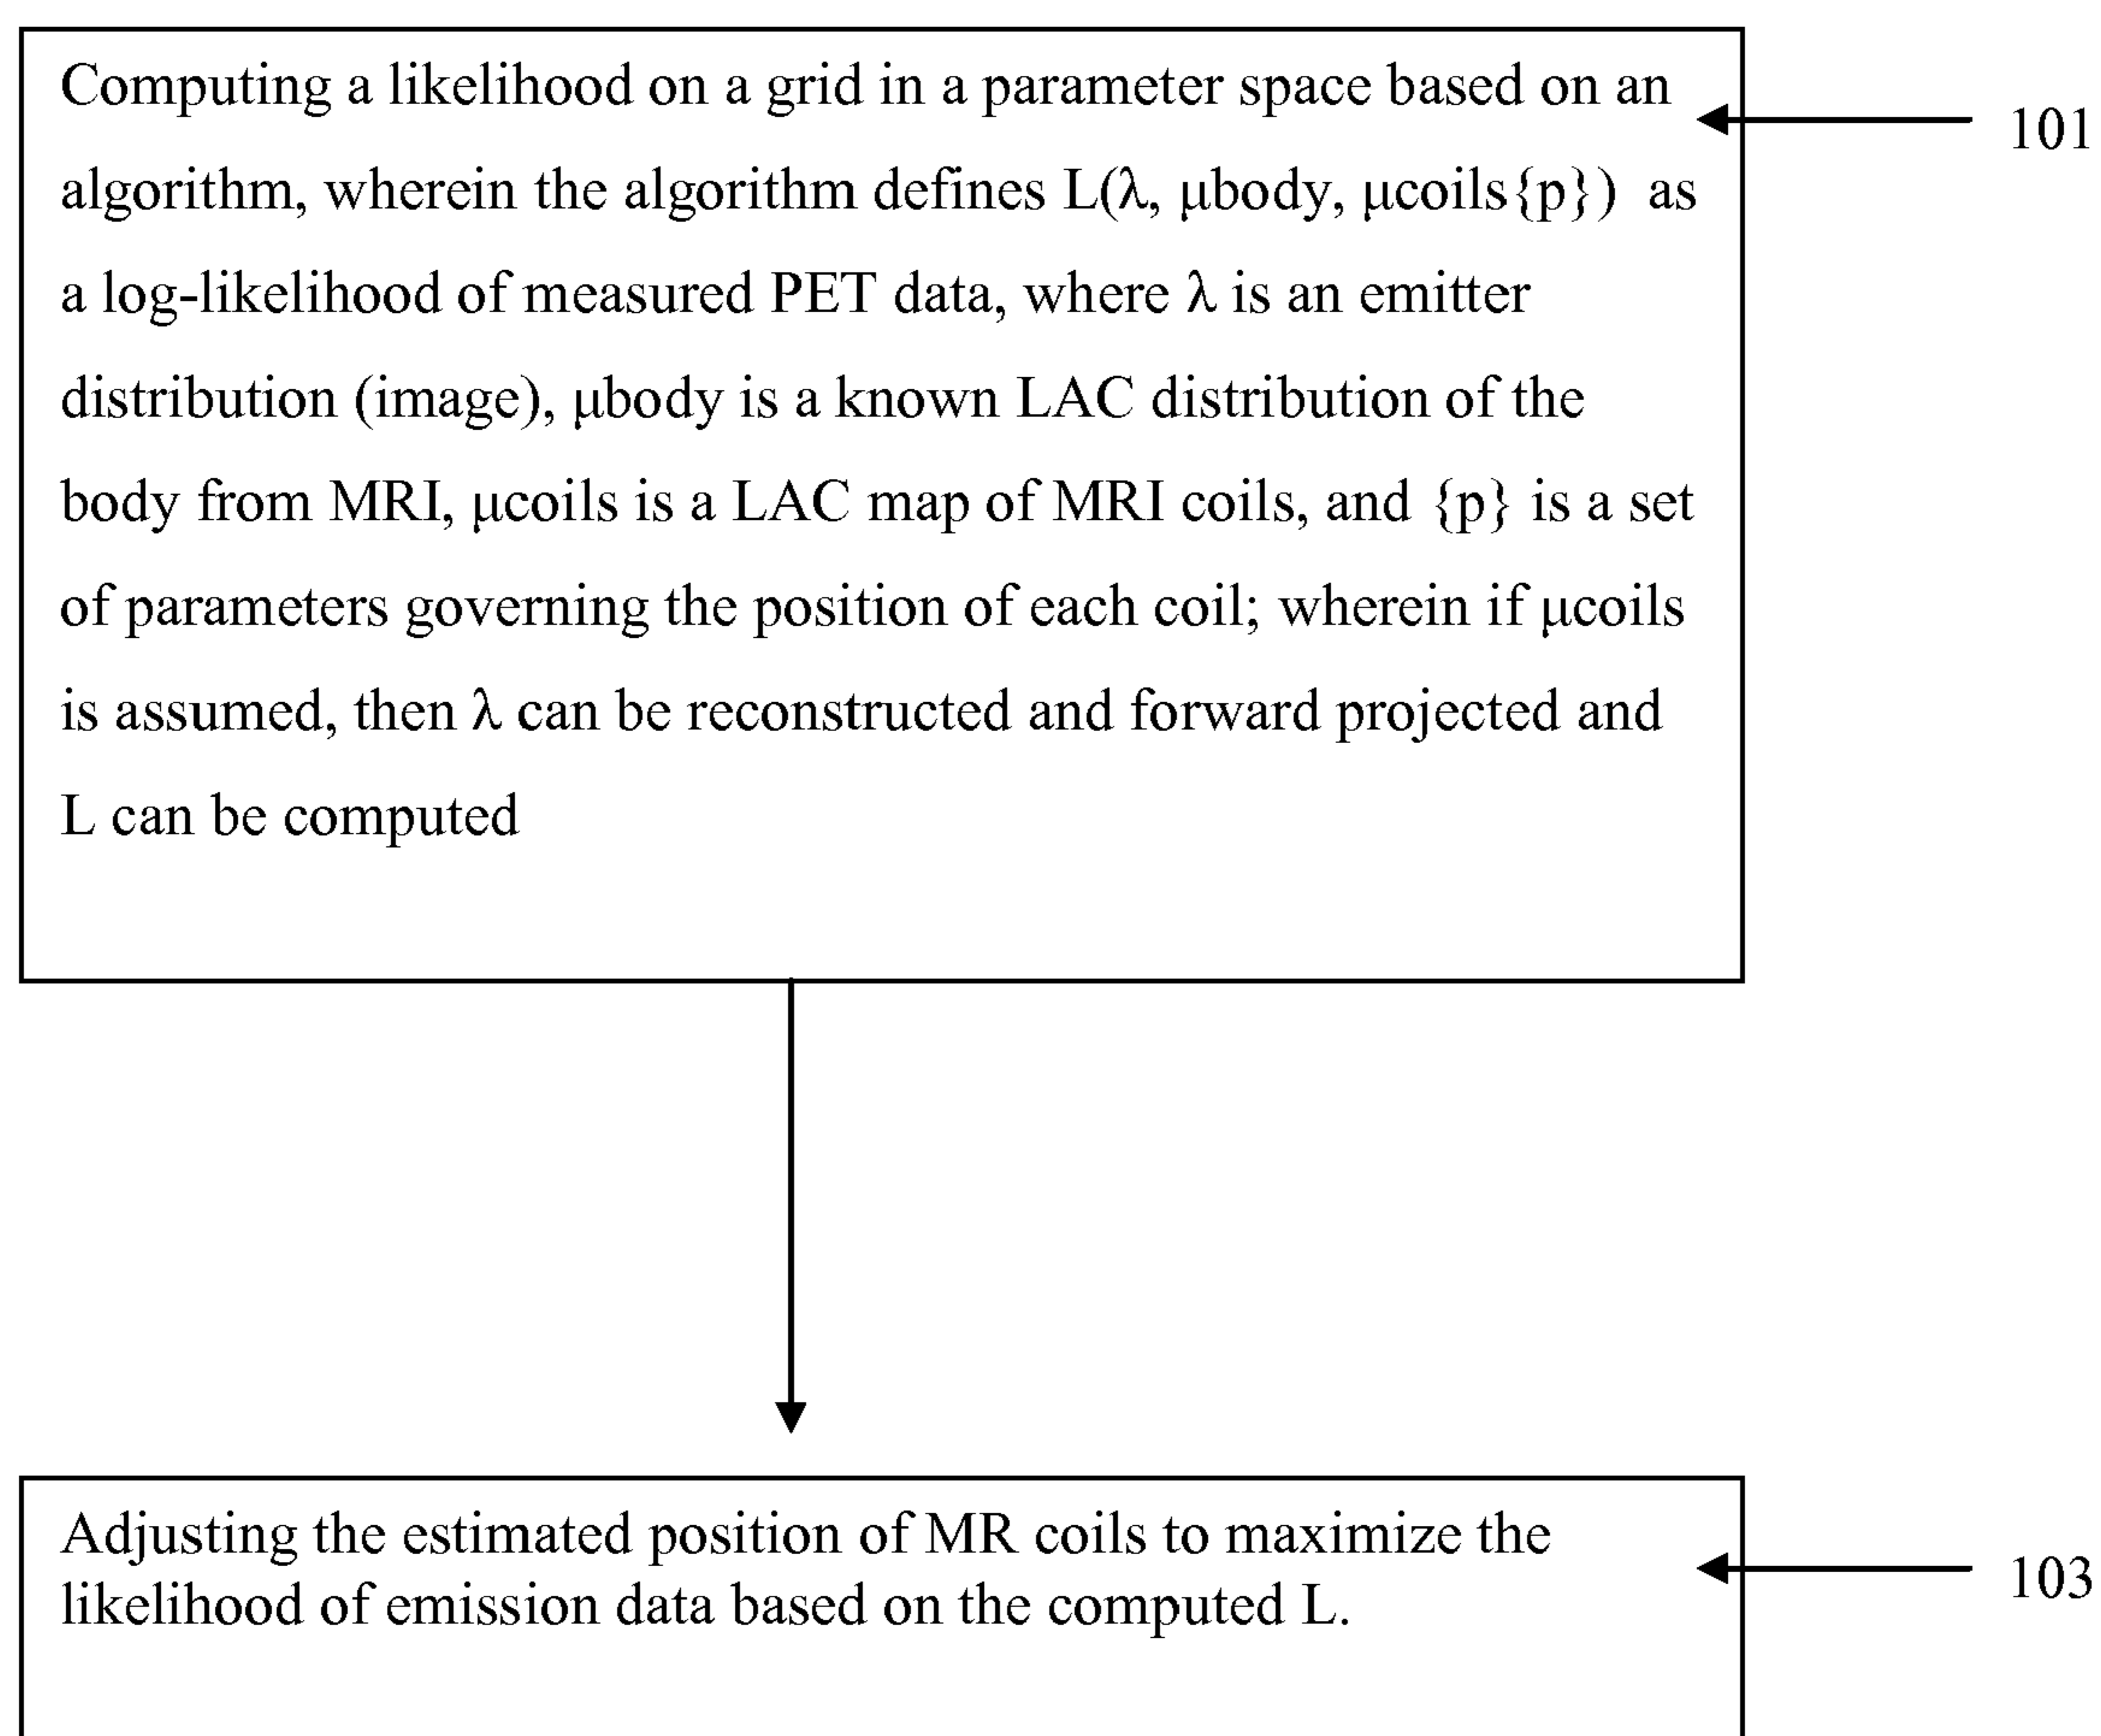 Computing a likelihood on a grid in a parameter space based on an
101
algorithm, wherein the algorithm defines L(λ, μbody, μcoils{p}) as
a log-likelihood of measured PET data, where λ is an emitter
distribution (image), μbody is a known LAC distribution of the
body from MRI, μcoils is a LAC map of MRI coils, and {p} is a set
of parameters governing the position of each coil; wherein if μcoils
is assumed, then λ can be reconstructed and forward projected and
L can be computed
Adjusting the estimated position of MR coils to maximize the
103
likelihood of emission data based on the computed L.